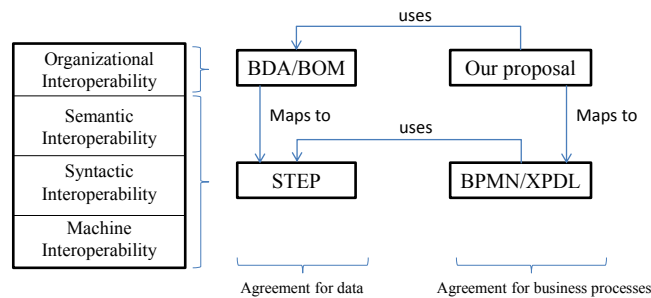 uses
Organizational
Interoperability
BDA/BOM
Our proposal
Semantic
Interoperability
Maps to
Maps to
uses
Syntactic
Interoperability
STEP
BPMN/XPDL
Machine
Interoperability
Agreement for data
Agreement for business processes